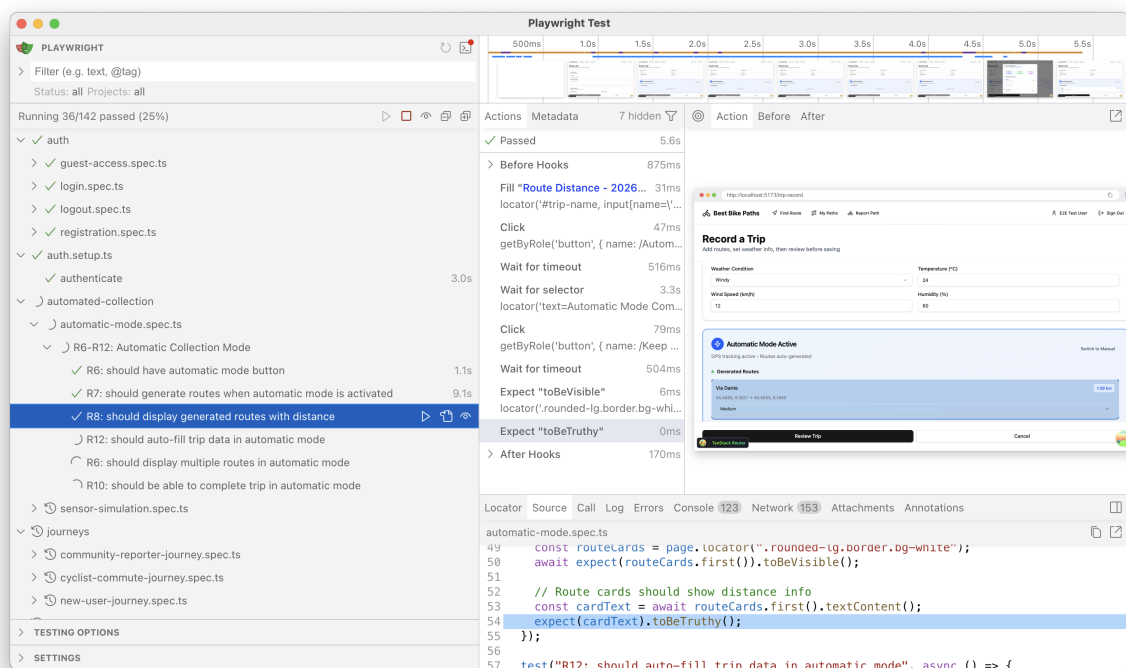 Playwright Test
PLAYWRIGHT
Filter (e.g. text, @tag)
Status: all Projects: all
Running 36/142 passed (25%)
auth
guest-access.spec.ts
login.spec.ts
logout.spec.ts
registration.spec.ts
auth.setup.ts
authenticate 3.0s
automated-collection
automatic-mode.spec.ts
R6-R12: Automatic Collection Mode
R6: should have automatic mode button 1.1s
R7: should generate routes when automatic mode is activated 9.1s
R8: should display generated routes with distance
R12: should auto-fill trip data in automatic mode
R6: should display multiple routes in automatic mode
R10: should be able to complete trip in automatic mode
sensor-simulation.spec.ts
journeys
community-reporter-journey.spec.ts
cyclist-commute-journey.spec.ts
new-user-journey.spec.ts
TESTING OPTIONS
SETTINGS
500ms 1.0s 1.5s 2.0s 2.5s 3.0s 3.5s 4.0s 4.5s 5.0s 5.5s
Actions Metadata 7 hidden
Passed 5.6s
Before Hooks 875ms
Fill "Route Distance - 2026... 31ms
locator('#trip-name, input[name=\'...
Click 47ms
getByRole('button', { name: /Autom...
Wait for timeout 516ms
Wait for selector 3.3s
locator('text=Automatic Mode Com...
Click 79ms
getByRole('button', { name: /Keep ...
Wait for timeout 504ms
Expect "toBeVisible" 6ms
locator('.rounded-lg.border.bg-whi...
Expect "toBeTruthy" 0ms
After Hooks 170ms
Action Before After
http://localhost:5173/trip-record
Best Bike Paths Find Route My Paths Report Path E2E Test User Sign Out
Record a Trip
Add routes, set weather info, then review before saving
Weather Condition Temperature (°C)
Windy 24
Wind Speed (km/h) Humidity (%)
12 60
Automatic Mode Active Switch to Manual
GPS tracking active - Routes auto-generated
Generated Routes
Via Dante 1.99 km
Medium
Review Trip Cancel
TanStack Router
Locator Source Call Log Errors Console 123 Network 153 Attachments Annotations
automatic-mode.spec.ts
49 const routeCards = page.locator(".rounded-lg.border.bg-white");
50 await expect(routeCards.first()).toBeVisible();
51
52 // Route cards should show distance info
53 const cardText = await routeCards.first().textContent();
54 expect(cardText).toBeTruthy();
55 });
56
57 test("R12: should auto-fill trip data in automatic mode", async () => {